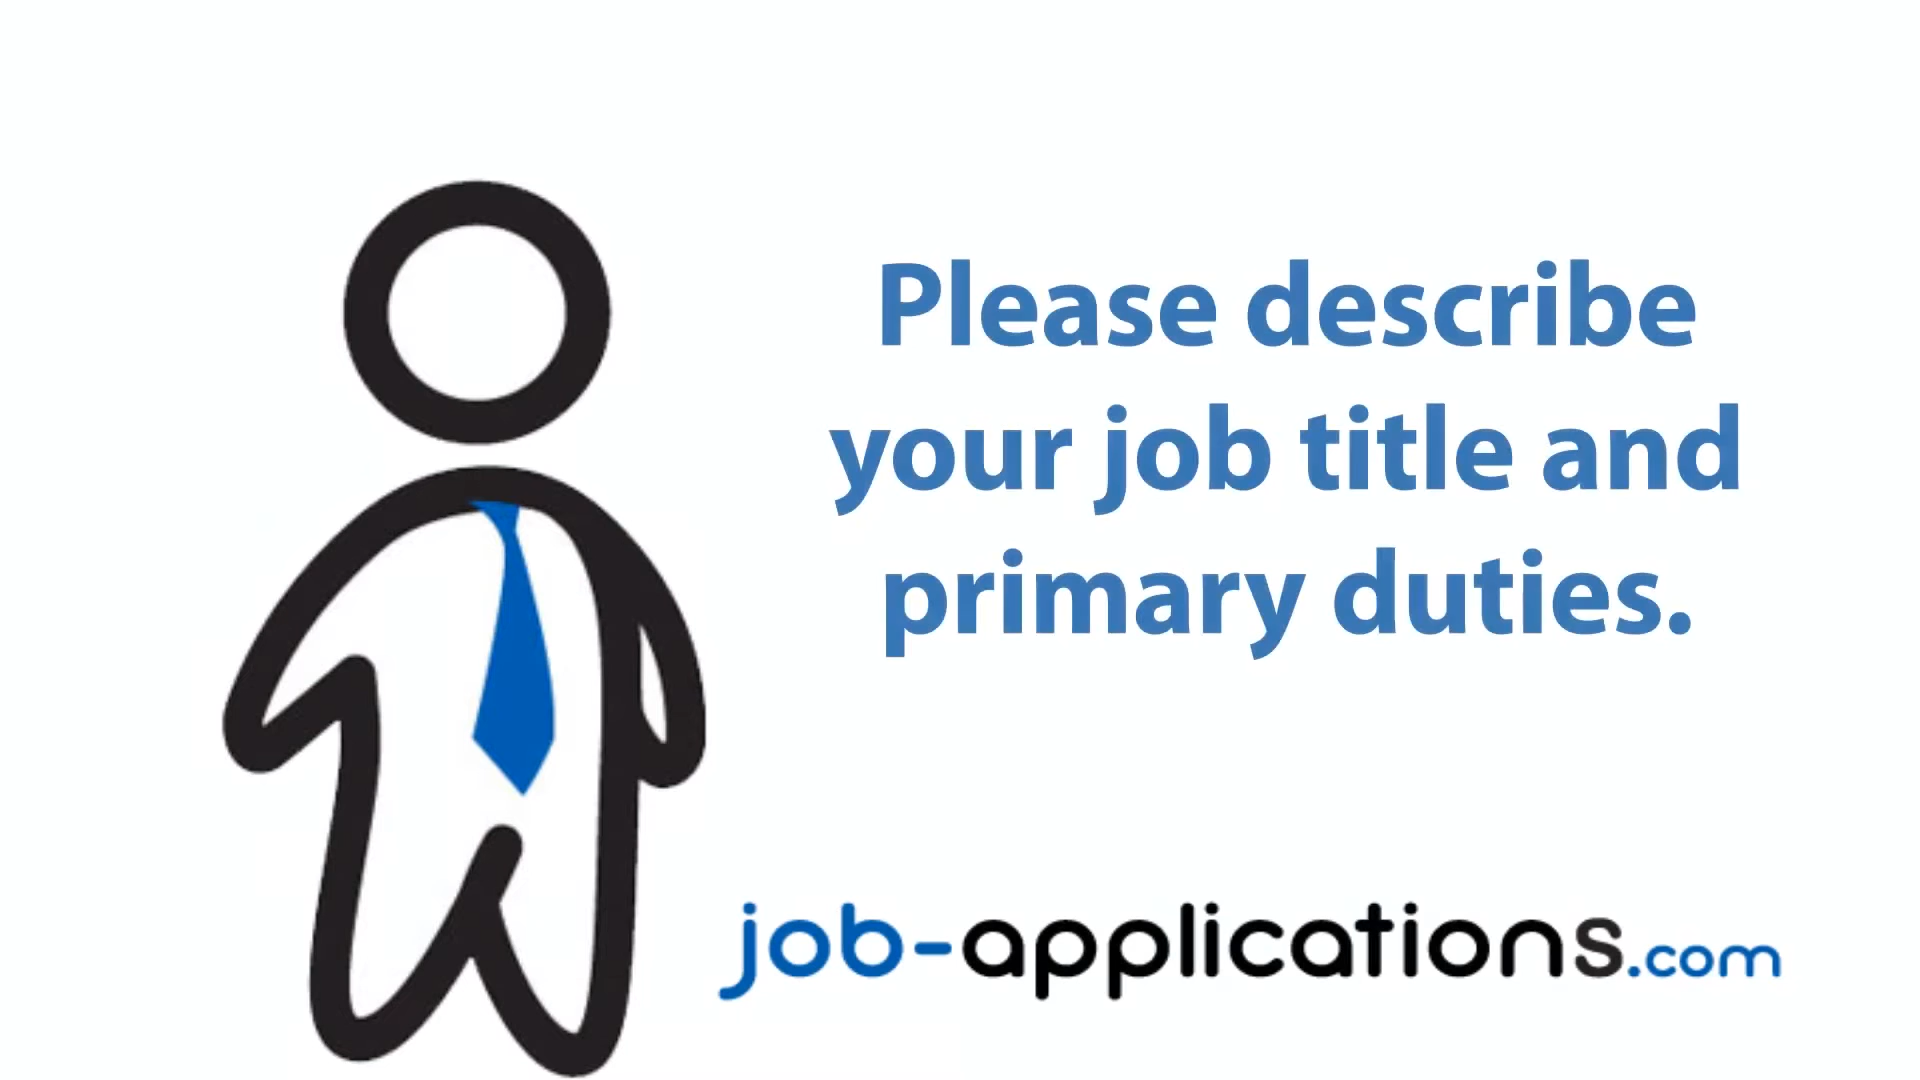 Please describe
your job title and
primary duties.
job-applications.com